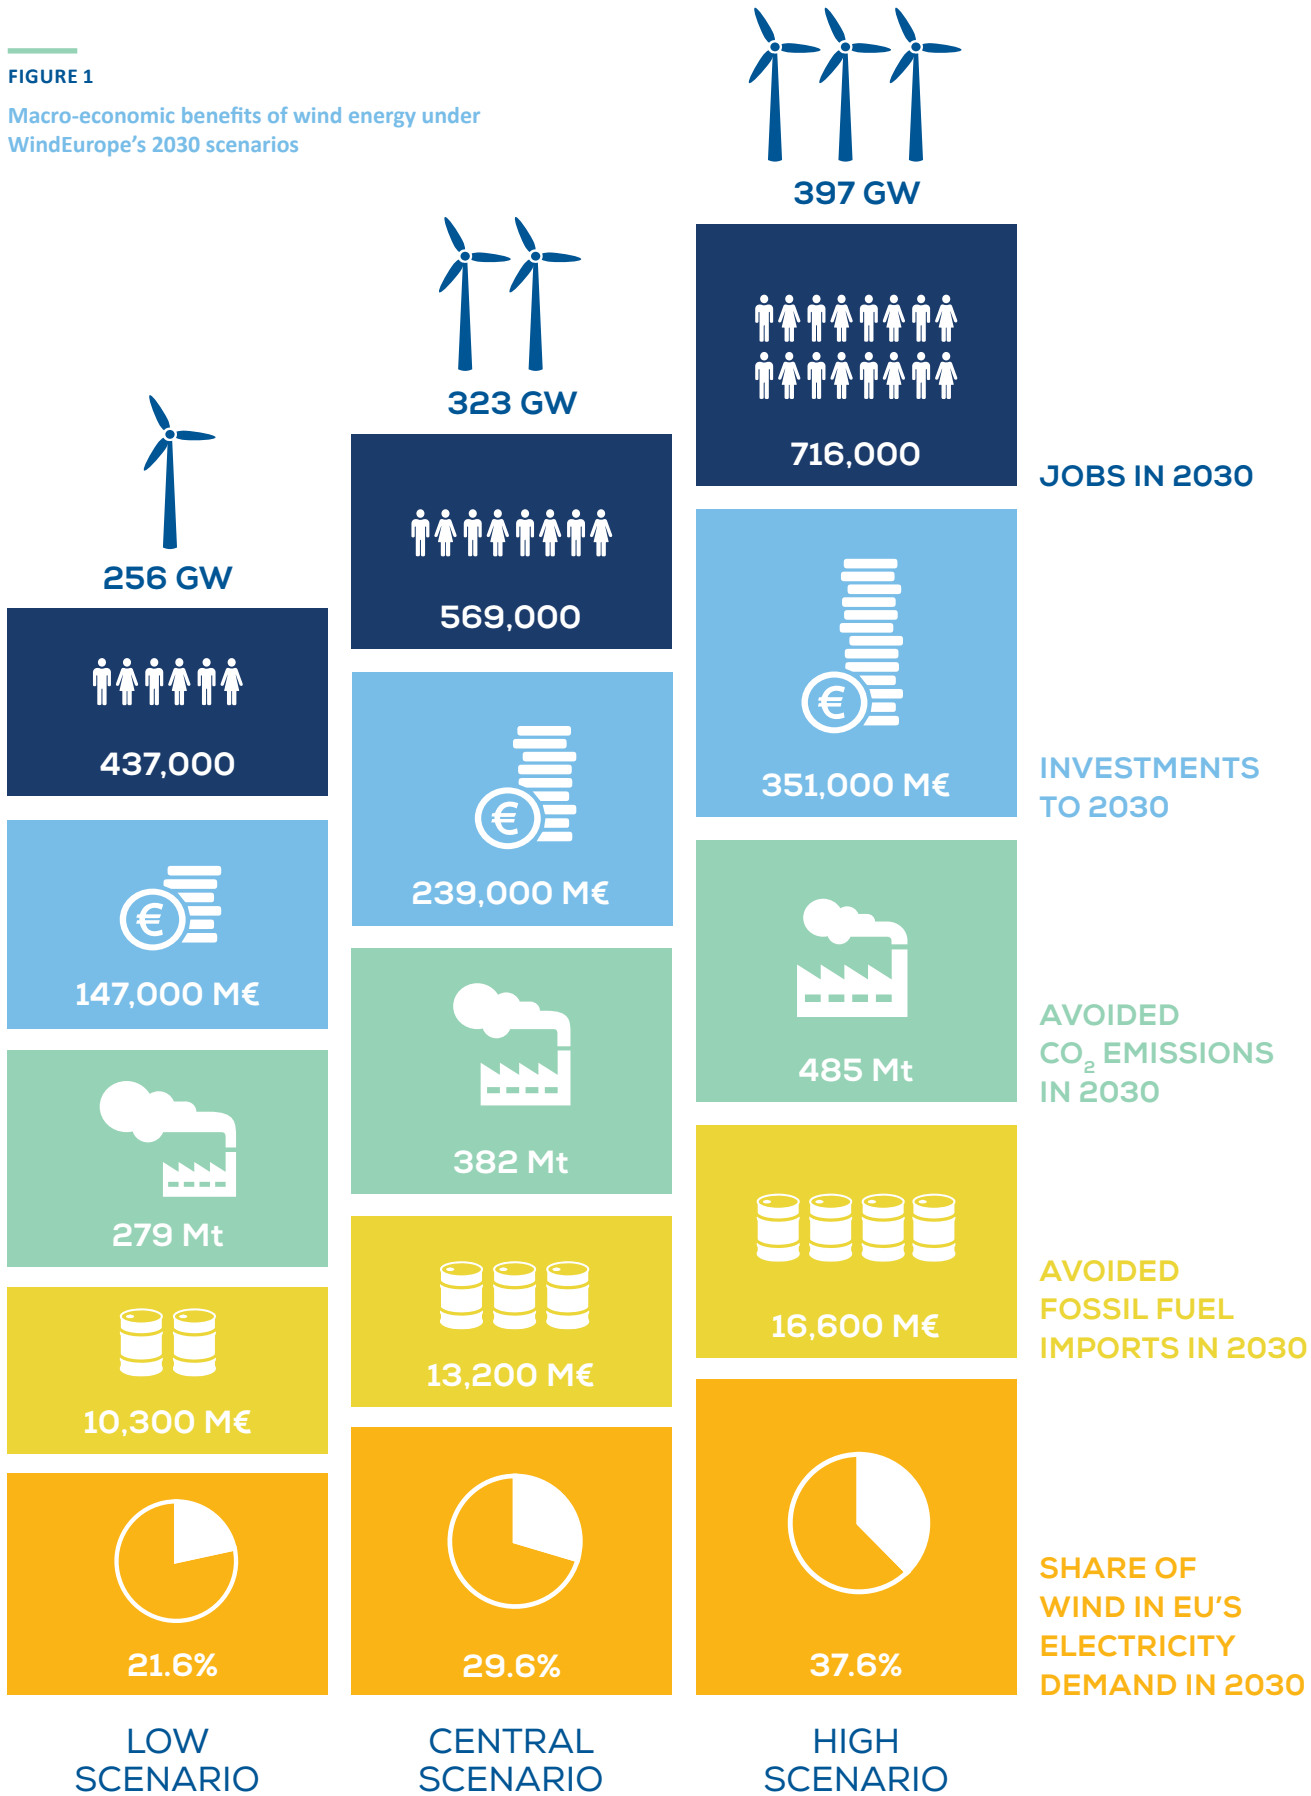 FIGURE 1
Macro-economic benefits of wind energy under
WindEurope's 2030 scenarios
397 GW
716,000
351,000 M€
485 Mt
16,600 M€
37.6%
HIGH
SCENARIO
323 GW
569,000
239,000 M€
382 Mt
13,200 M€
29.6%
CENTRAL
SCENARIO
256 GW
437,000
147,000 M€
279 Mt
10,300 M€
21.6%
LOW
SCENARIO
JOBS IN 2030
INVESTMENTS
TO 2030
AVOIDED
CO₂ EMISSIONS
IN 2030
AVOIDED
FOSSIL FUEL
IMPORTS IN 2030
SHARE OF
WIND IN EU'S
ELECTRICITY
DEMAND IN 2030